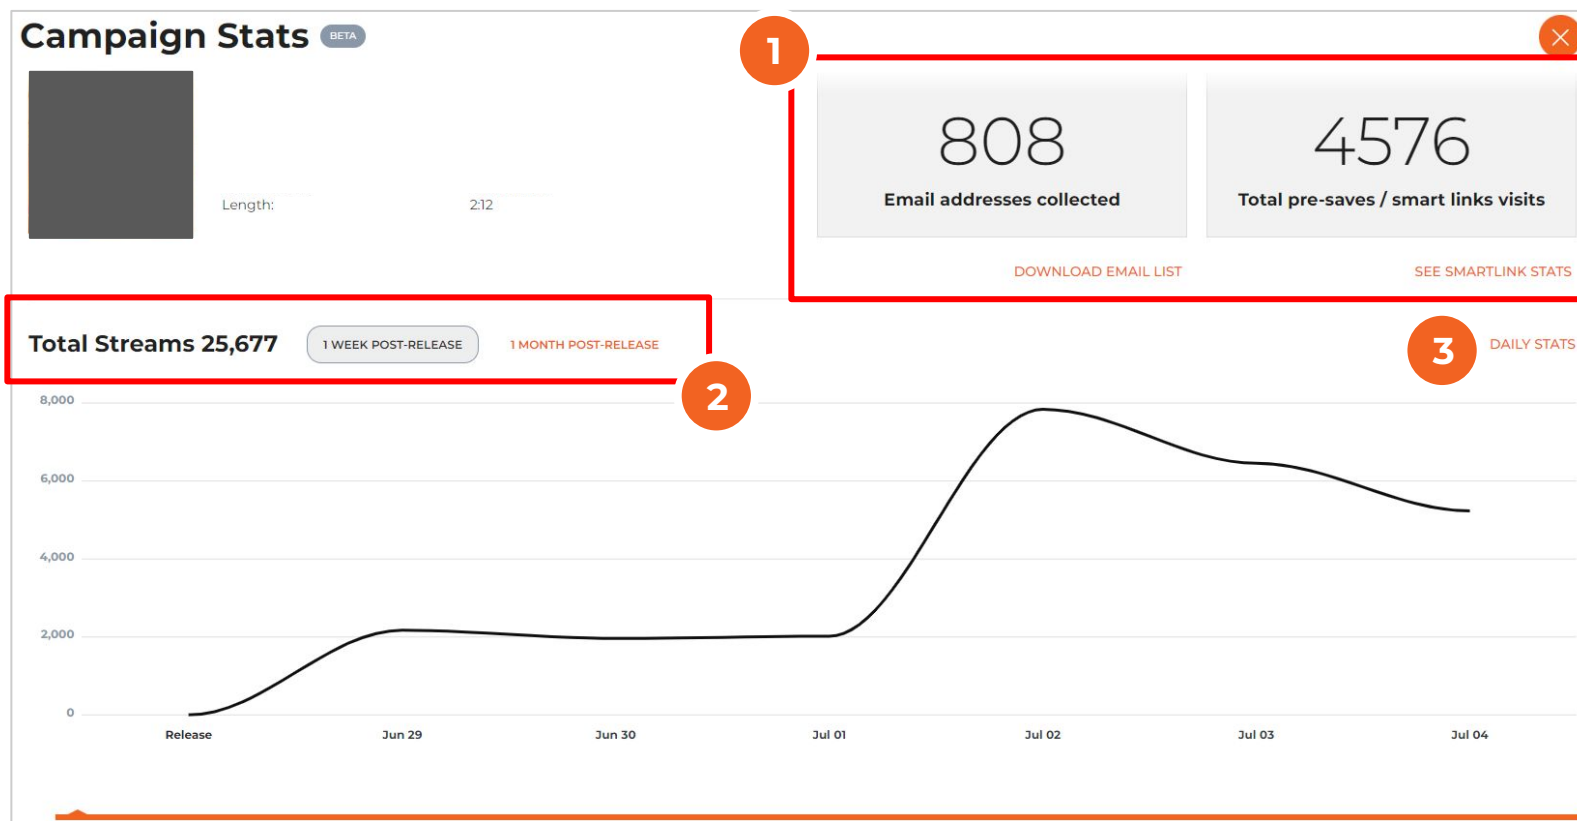 Campaign Stats BETA
1
808
4576
Email addresses collected
Total pre-saves / smart links visits
Length: 2:12
DOWNLOAD EMAIL LIST
SEE SMARTLINK STATS
Total Streams 25,677
1 WEEK POST-RELEASE
1 MONTH POST-RELEASE
3
DAILY STATS
2
8,000
6,000
4,000
2,000
0
Release
Jun 29
Jun 30
Jul 01
Jul 02
Jul 03
Jul 04